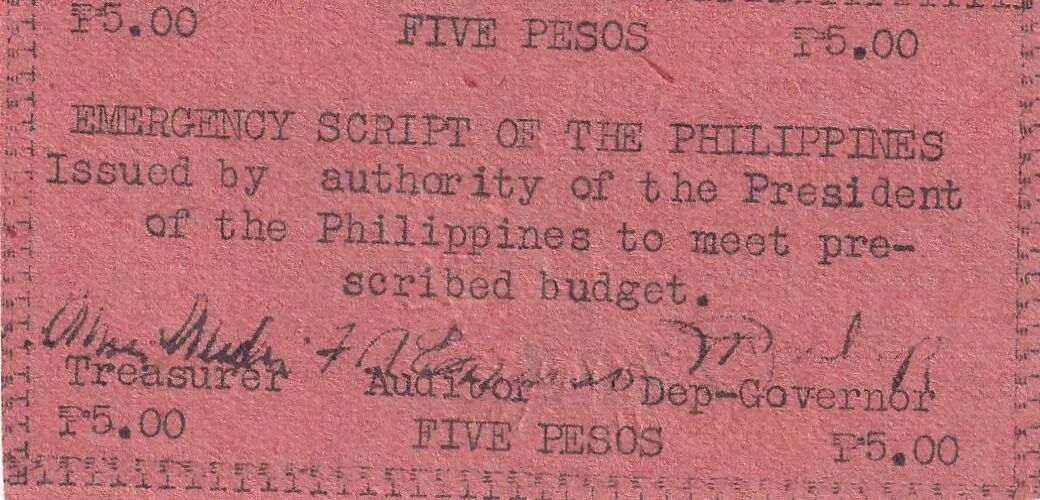 ₱5.00 FIVE PESOS ₱5.00
EMERGENCY SCRIPT OF THE PHILIPPINES
Issued by authority of the President
of the Philippines to meet pre-
scribed budget.
Treasurer Auditor Dep-Governor
₱5.00 FIVE PESOS ₱5.00